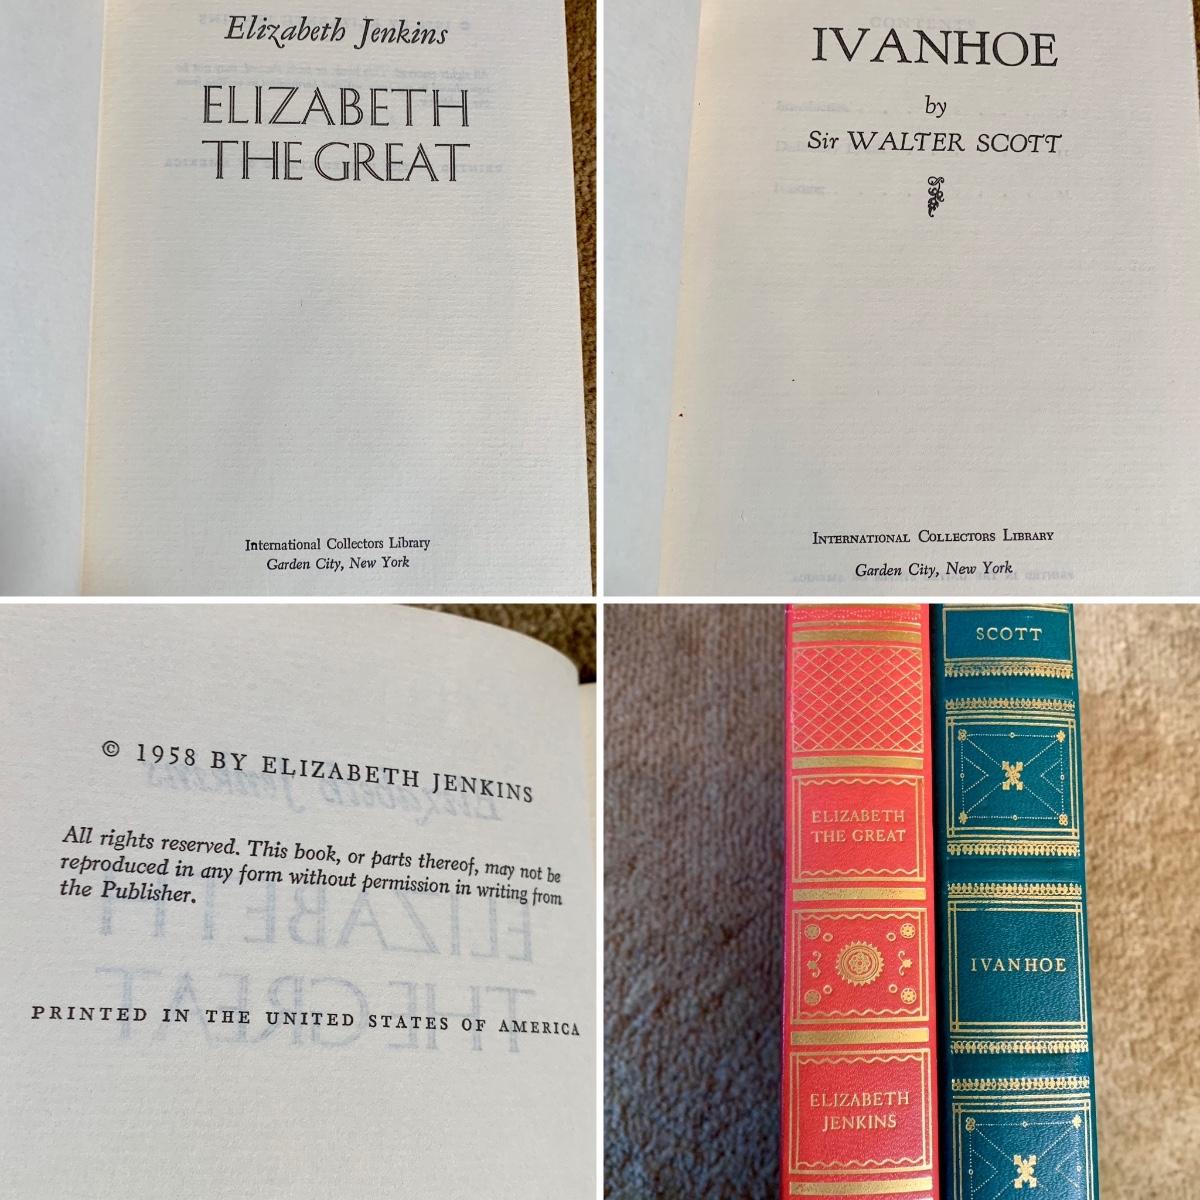 Elizabeth Jenkins
ELIZABETH
THE GREAT
International Collectors Library
Garden City, New York
IVANHOE
by
Sir WALTER SCOTT
INTERNATIONAL COLLECTORS LIBRARY
Garden City, New York
© 1958 BY ELIZABETH JENKINS
All rights reserved. This book, or parts thereof, may not be
reproduced in any form without permission in writing from
the Publisher.
PRINTED IN THE UNITED STATES OF AMERICA
ELIZABETH
THE GREAT
ELIZABETH
JENKINS
SCOTT
IVANHOE